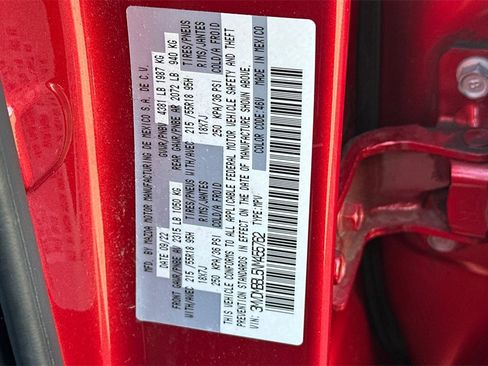 MFD. BY MAZDA MOTOR MANUFACTURING DE MEXICO S.A. DE C.V.
DATE 09/22 GVWR/PNBV 4381 LB 1987 KG
FRONT GAWR/PNBE AV 2315 LB 1050 KG REAR GAWR/PNBE AR 2072 LB 940 KG
TIRES/PNEUS TIRES/PNEUS
WITH/AVEC 215 /55R18 95H WITH/AVEC 215 /55R18 95H
RIMS/JANTES 18X7J RIMS/JANTES 18X7J
COLD/A FROID 250 KPA/36 PSI COLD/A FROID 250 KPA/36 PSI
THIS VEHICLE CONFORMS TO ALL APPLICABLE FEDERAL MOTOR VEHICLE SAFETY AND THEFT
PREVENTION STANDARDS IN EFFECT ON THE DATE OF MANUFACTURE SHOWN ABOVE.
VIN: TYPE:MPV COLOR CODE 46V MADE IN MEXICO